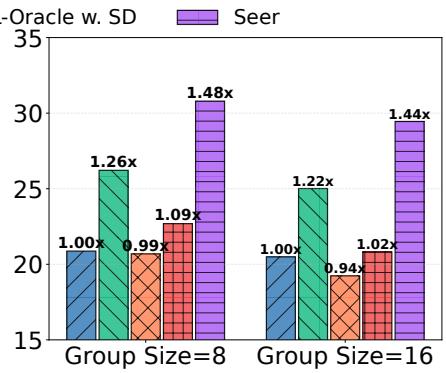 -Oracle w. SD Seer
35
30
25
20
15
1.00x 1.26x 0.99x 1.09x 1.48x
1.00x 1.22x 0.94x 1.02x 1.44x
Group Size=8 Group Size=16